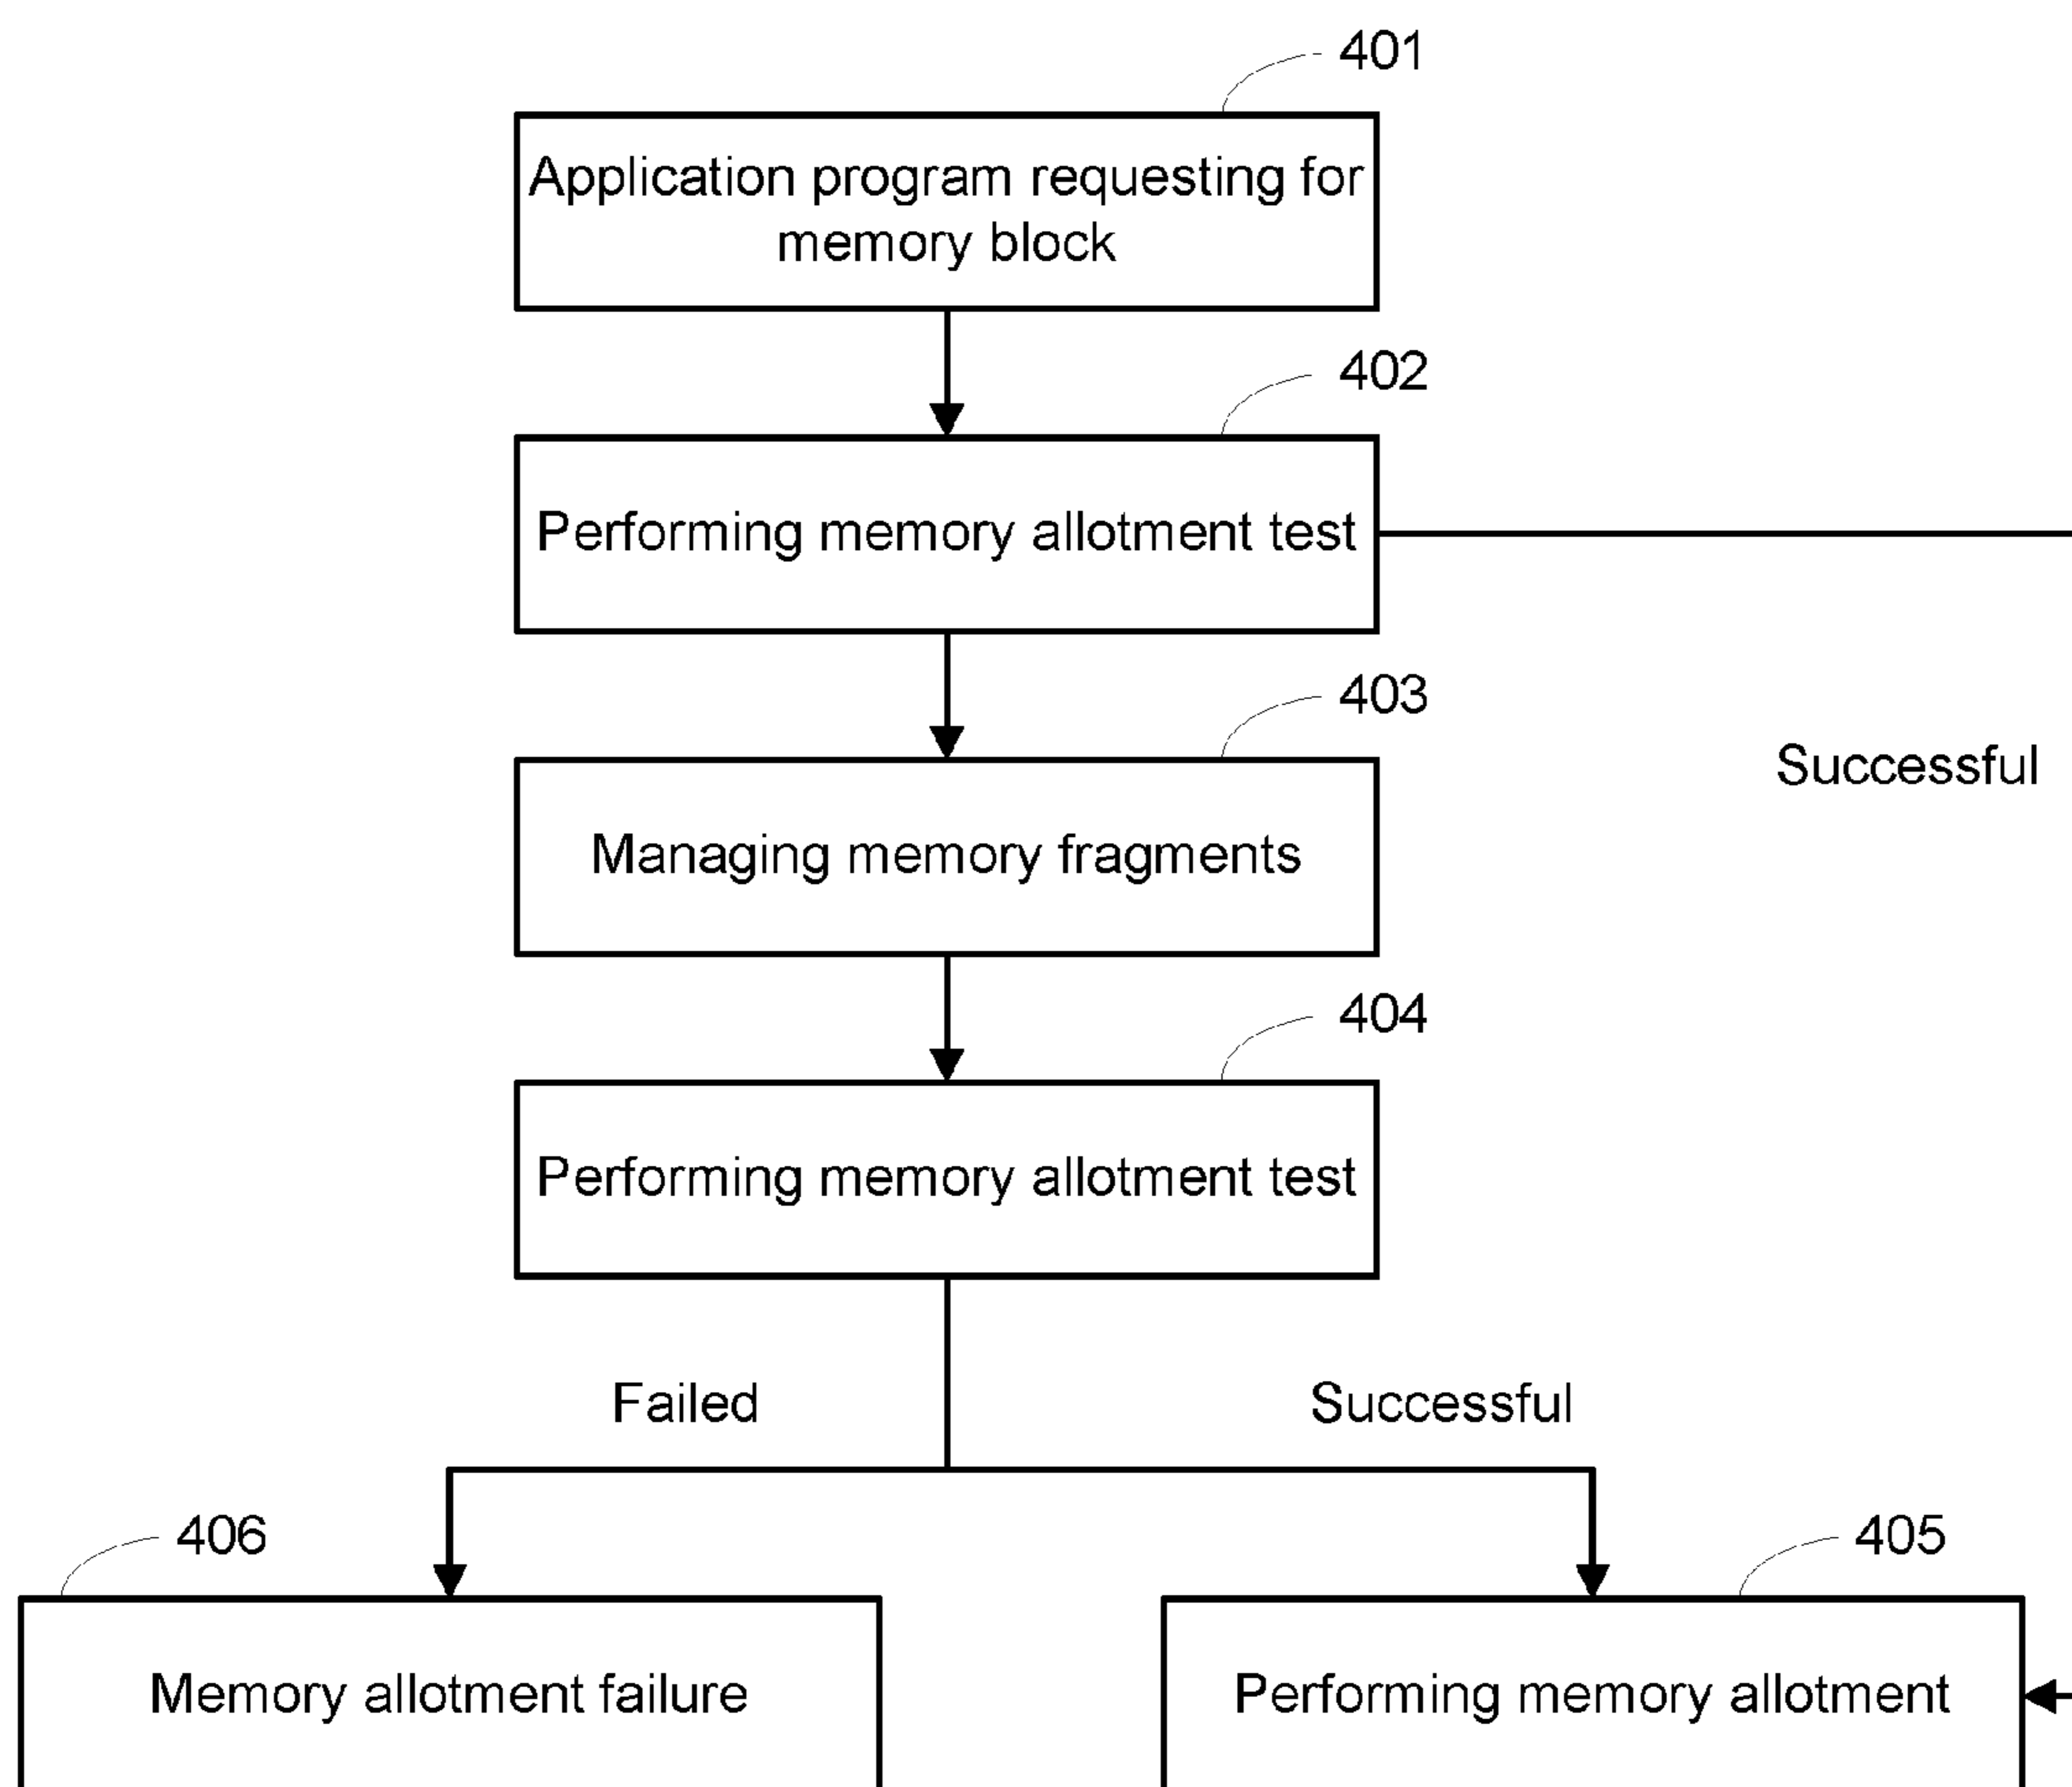 401
Application program requesting for
memory block
402
Performing memory allotment test
403
Successful
Managing memory fragments
404
Performing memory allotment test
Failed
Successful
406
405
Memory allotment failure
Performing memory allotment